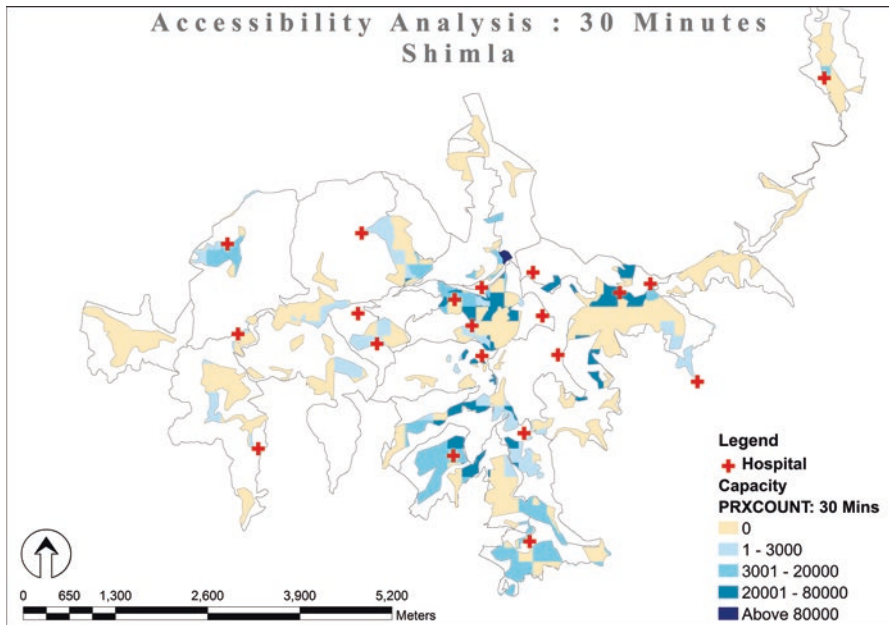 Accessibility Analysis : 30 Minutes
Shimla
Legend
Hospital
Capacity
PRXCOUNT: 30 Mins
0
1 - 3000
3001 - 20000
20001 - 80000
Above 80000
0 650 1,300 2,600 3,900 5,200
Meters